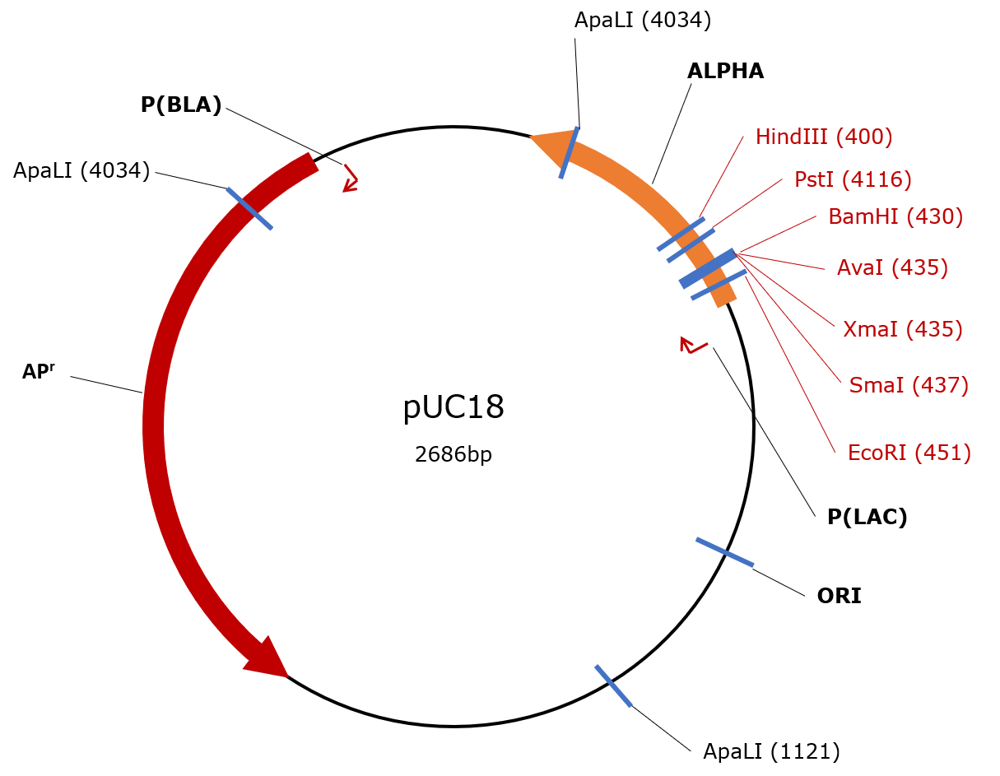 ApaLI (4034)
ALPHA
P(BLA)
HindIII (400)
ApaLI (4034)
PstI (4116)
BamHI (430)
AvaI (435)
XmaI (435)
APr
SmaI (437)
pUC18
EcoRI (451)
2686bp
P(LAC)
ORI
ApaLI (1121)